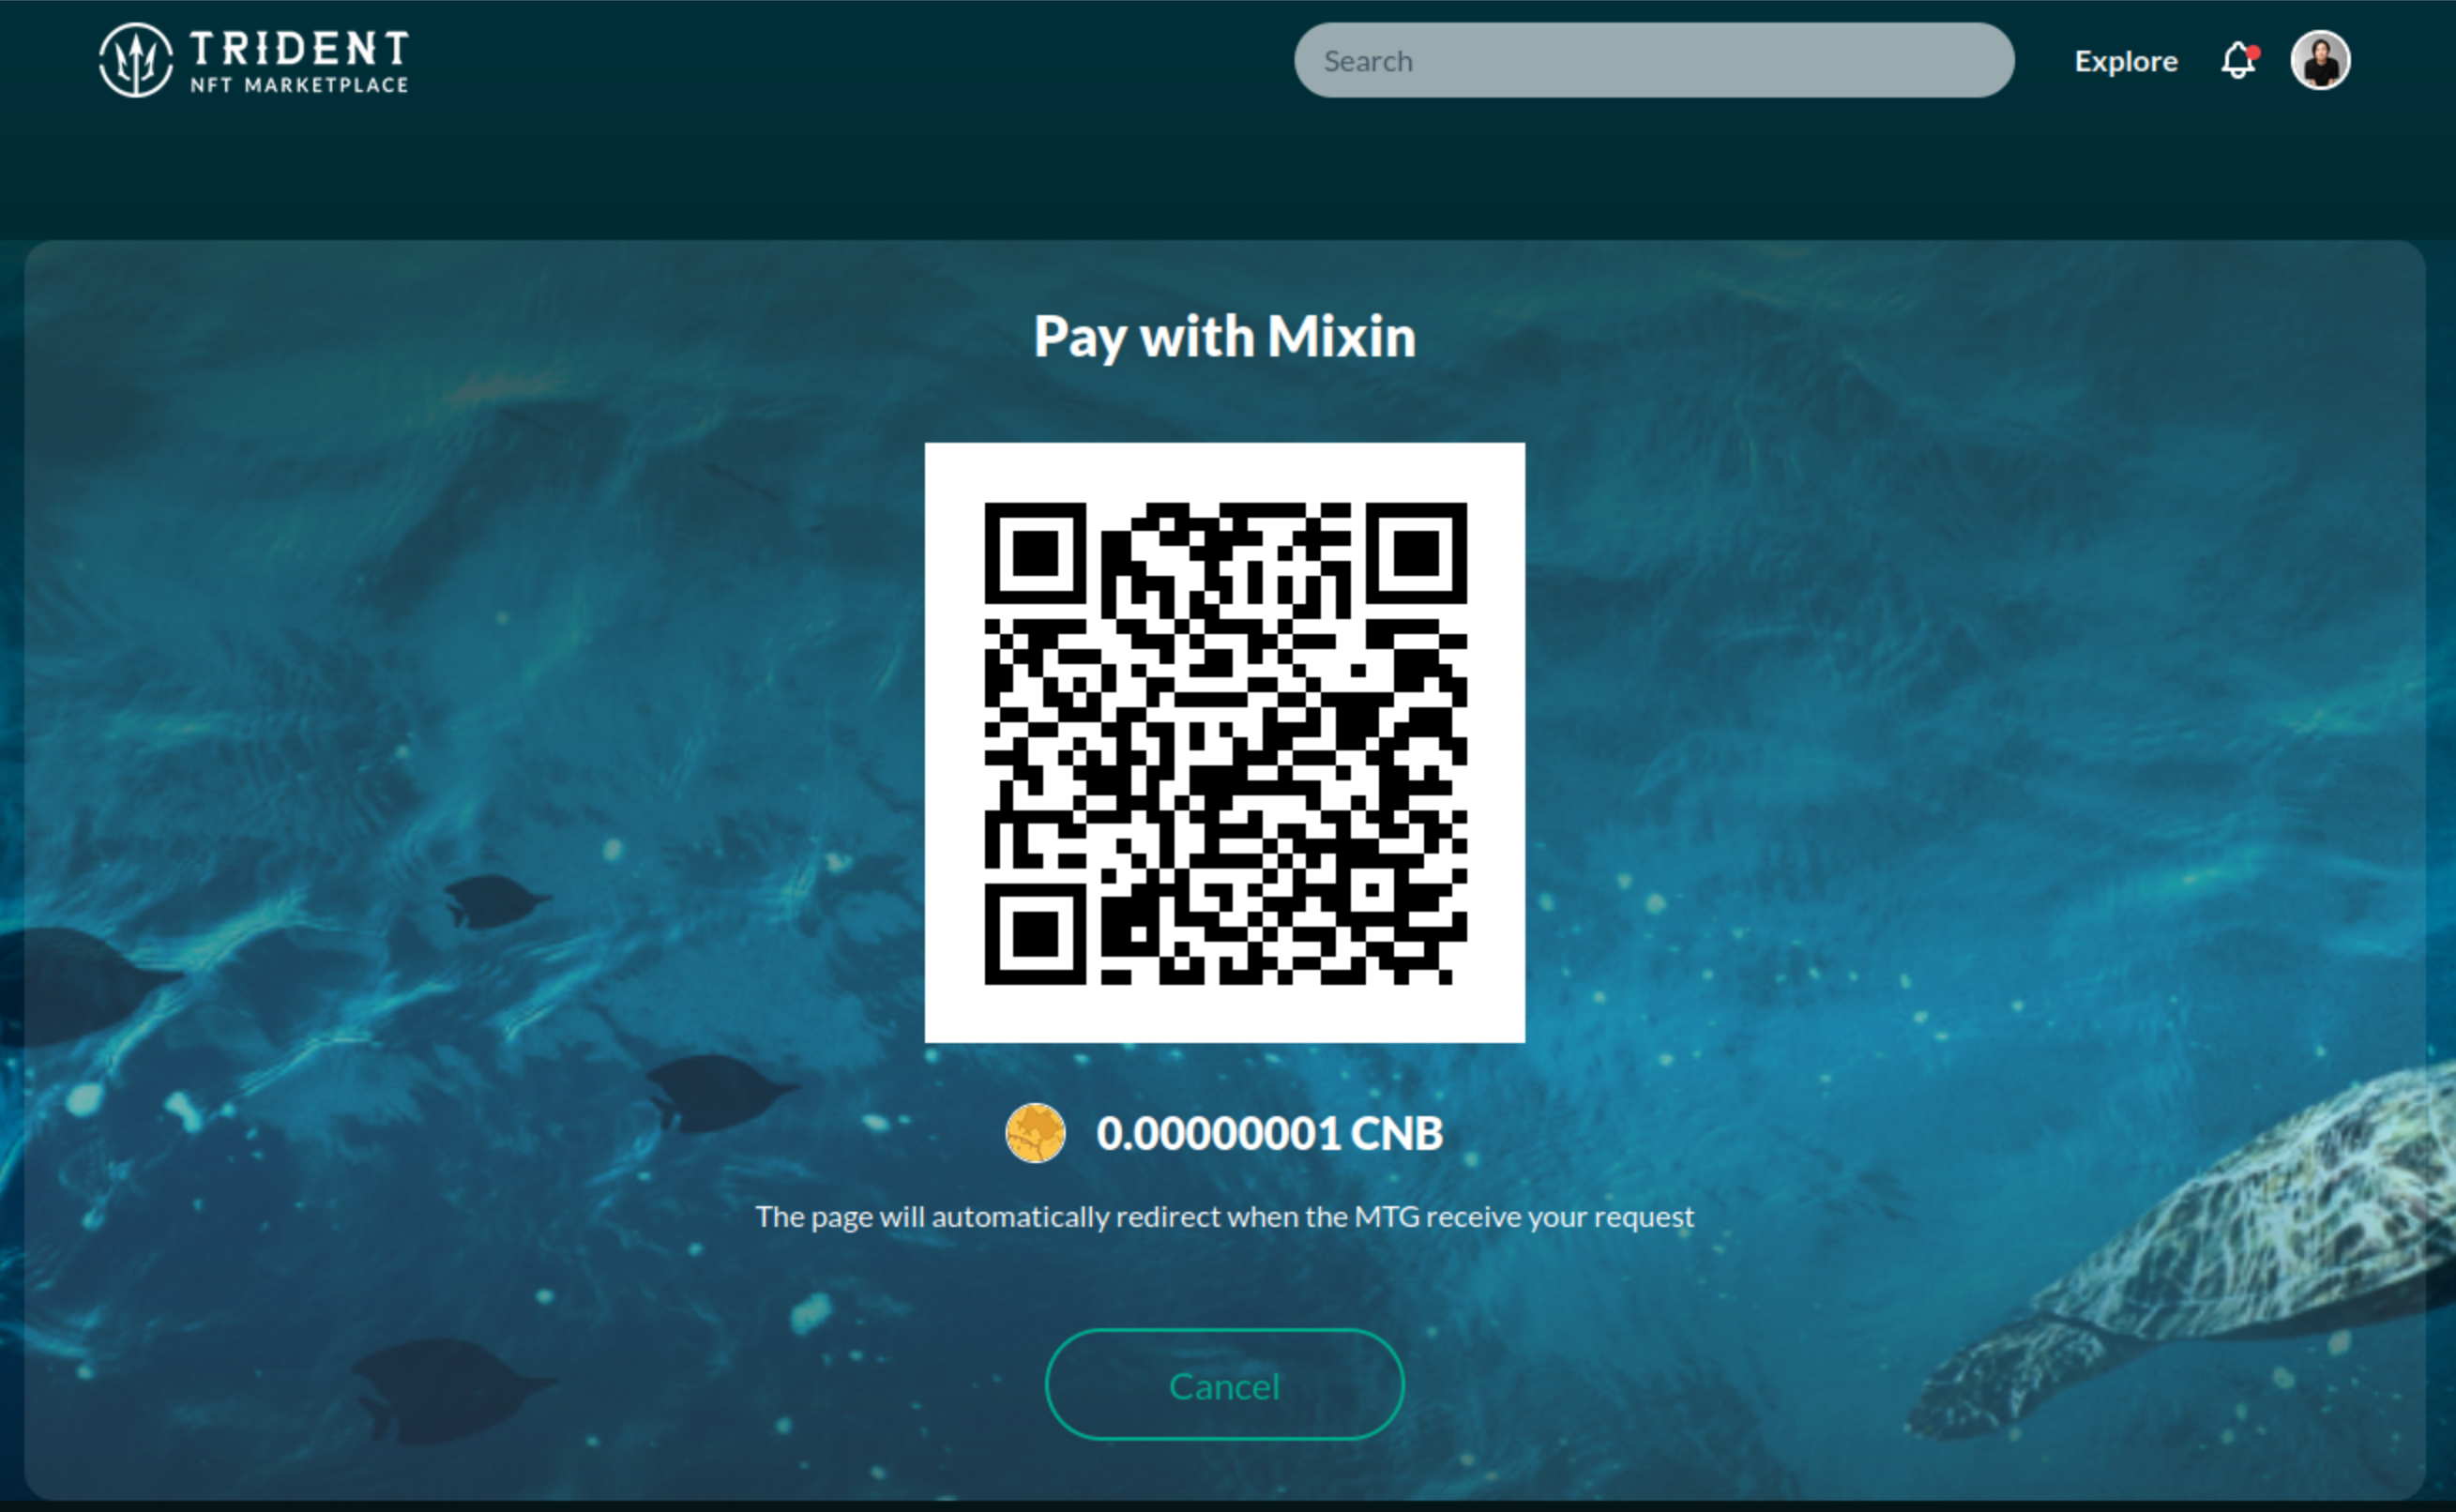 TRIDENT
NFT MARKETPLACE
Search
Explore
Pay with Mixin
0.00000001 CNB
The page will automatically redirect when the MTG receive your request
Cancel